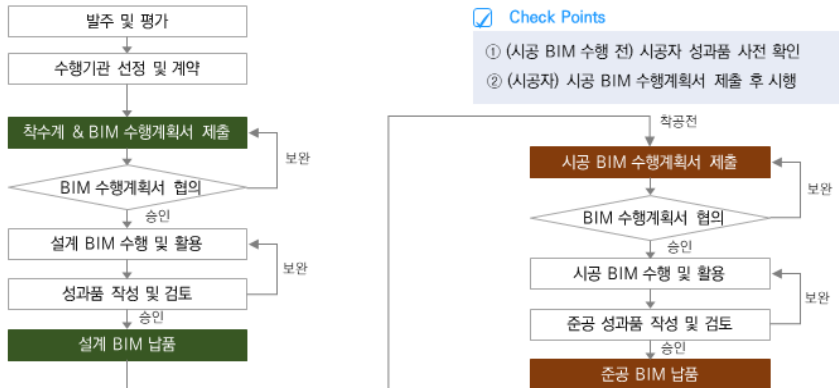 발주 및 평가
수행기관 선정 및 계약
착수계 & BIM 수행계획서 제출
보완
BIM 수행계획서 협의
승인
설계 BIM 수행 및 활용
보완
성과품 작성 및 검토
승인
설계 BIM 납품
Check Points
① (시공 BIM 수행 전) 시공자 성과품 사전 확인
② (시공자) 시공 BIM 수행계획서 제출 후 시행
착공전
시공 BIM 수행계획서 제출
보완
BIM 수행계획서 협의
승인
시공 BIM 수행 및 활용
보완
준공 성과품 작성 및 검토
승인
준공 BIM 납품